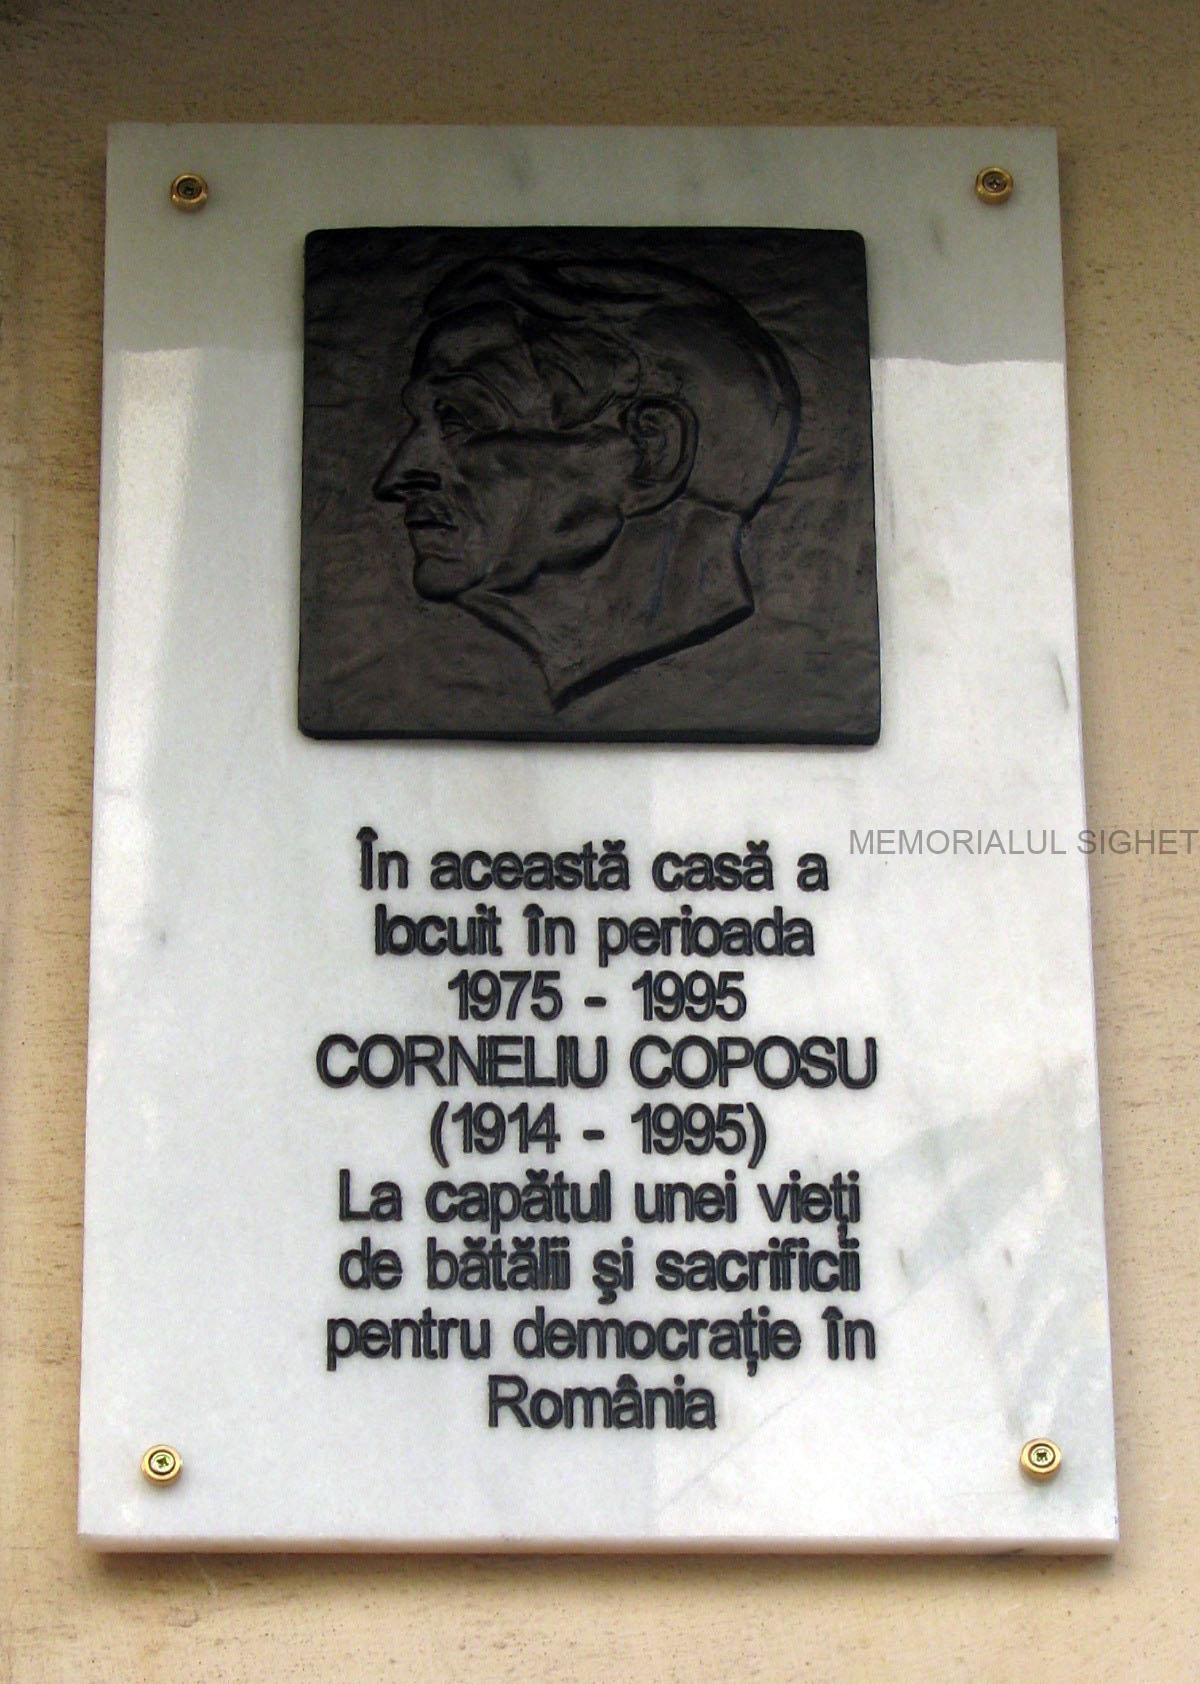 În această casă a
locuit în perioada
1975 - 1995
CORNELIU COPOSU
(1914 - 1995)
La capătul unei vieţi
de bătălii şi sacrificii
pentru democraţie în
România
MEMORIALUL SIGHET